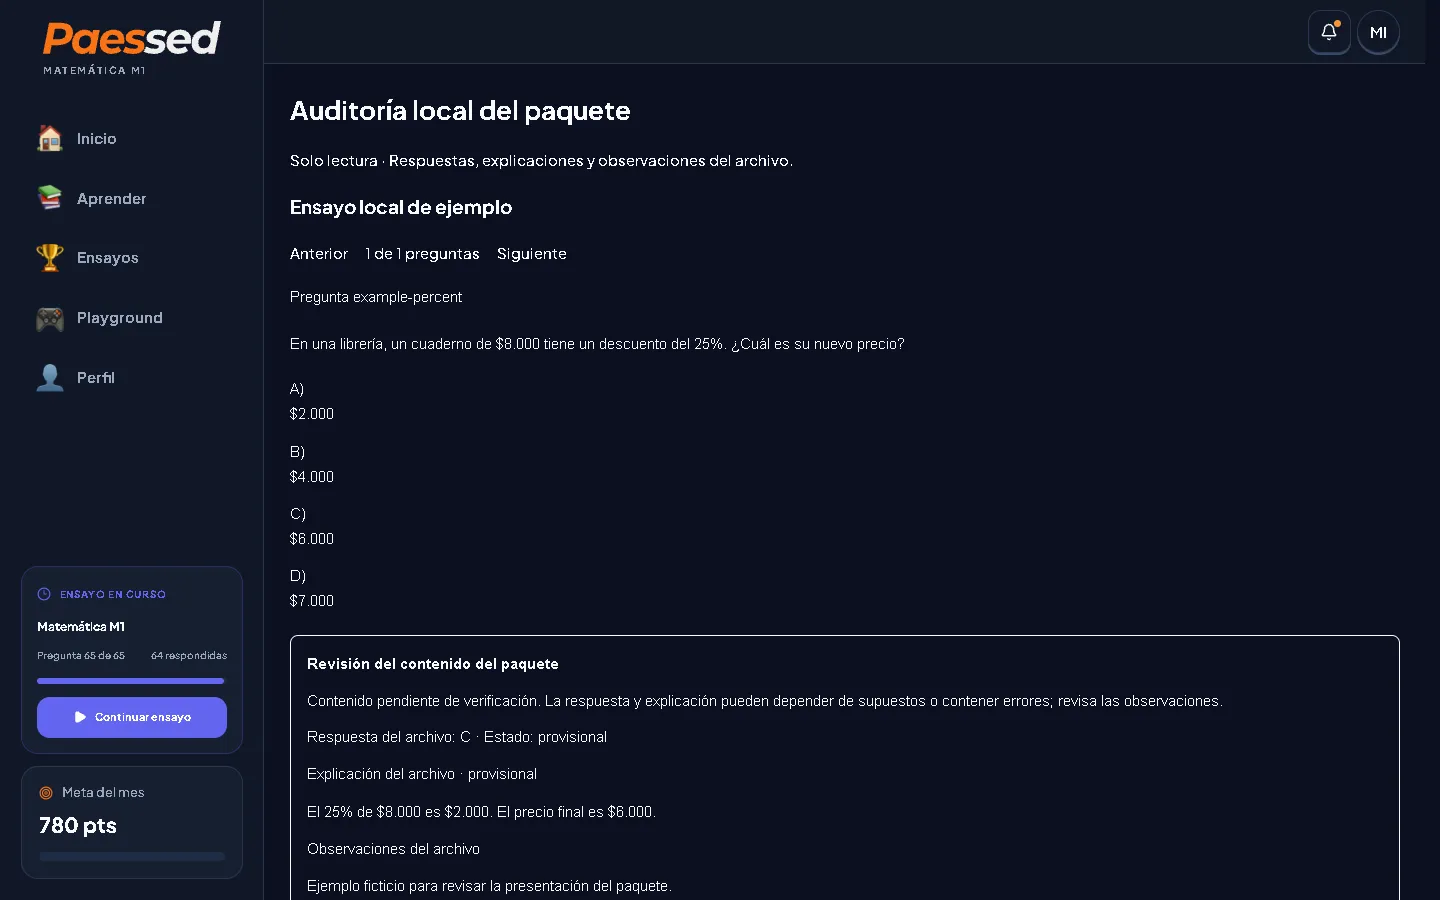 Paessed
MATEMÁTICA M1
Inicio
Aprender
Ensayos
Playground
Perfil
ENSAYO EN CURSO
Matemática M1
Pregunta 65 de 65 64 respondidas
Continuar ensayo
Meta del mes
780 pts
MI
Auditoría local del paquete
Solo lectura · Respuestas, explicaciones y observaciones del archivo.
Ensayo local de ejemplo
Anterior 1 de 1 preguntas Siguiente
Pregunta example-percent
En una librería, un cuaderno de $8.000 tiene un descuento del 25%. ¿Cuál es su nuevo precio?
A)
$2.000
B)
$4.000
C)
$6.000
D)
$7.000
Revisión del contenido del paquete
Contenido pendiente de verificación. La respuesta y explicación pueden depender de supuestos o contener errores; revisa las observaciones.
Respuesta del archivo: C · Estado: provisional
Explicación del archivo · provisional
El 25% de $8.000 es $2.000. El precio final es $6.000.
Observaciones del archivo
Ejemplo ficticio para revisar la presentación del paquete.